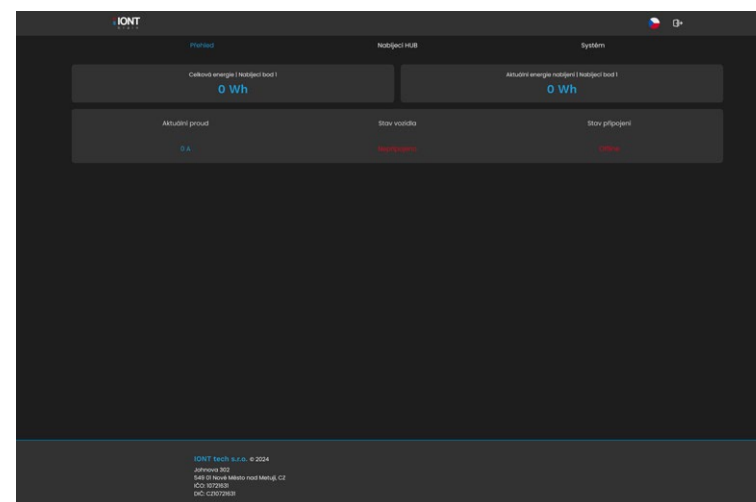 IONT
Přehled
Nabíjecí HUB
Systém
Celková energie | Nabíjecí bod 1
0 Wh
Aktuální energie nabíjení | Nabíjecí bod 1
0 Wh
Aktuální proud
Stav vozidla
Stav připojení
0 A
Nepřipojeno
Offline
IONT tech s.r.o. © 2024
Johnova 302
549 01 Nové Město nad Metují, CZ
IČO: 10721631
DIČ: CZ10721631